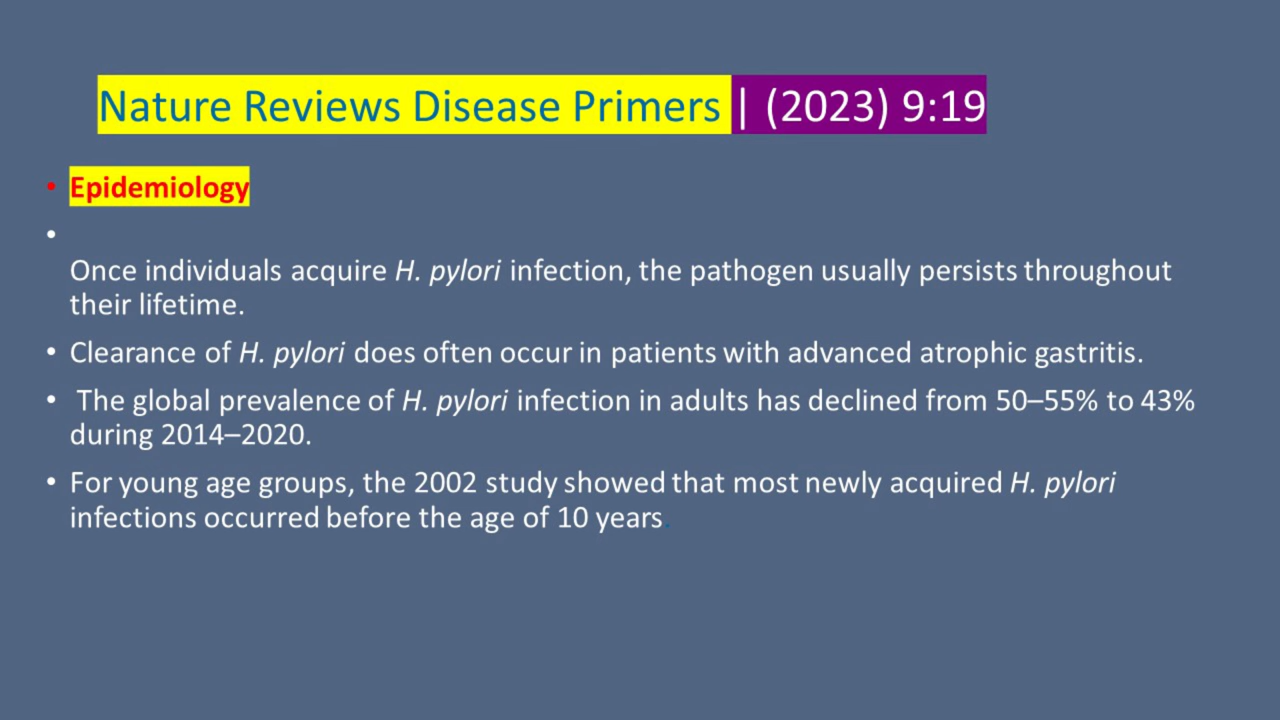 Nature Reviews Disease Primers | (2023) 9:19
• Epidemiology
•
Once individuals acquire H. pylori infection, the pathogen usually persists throughout
their lifetime.
• Clearance of H. pylori does often occur in patients with advanced atrophic gastritis.
• The global prevalence of H. pylori infection in adults has declined from 50–55% to 43%
during 2014–2020.
• For young age groups, the 2002 study showed that most newly acquired H. pylori
infections occurred before the age of 10 years.